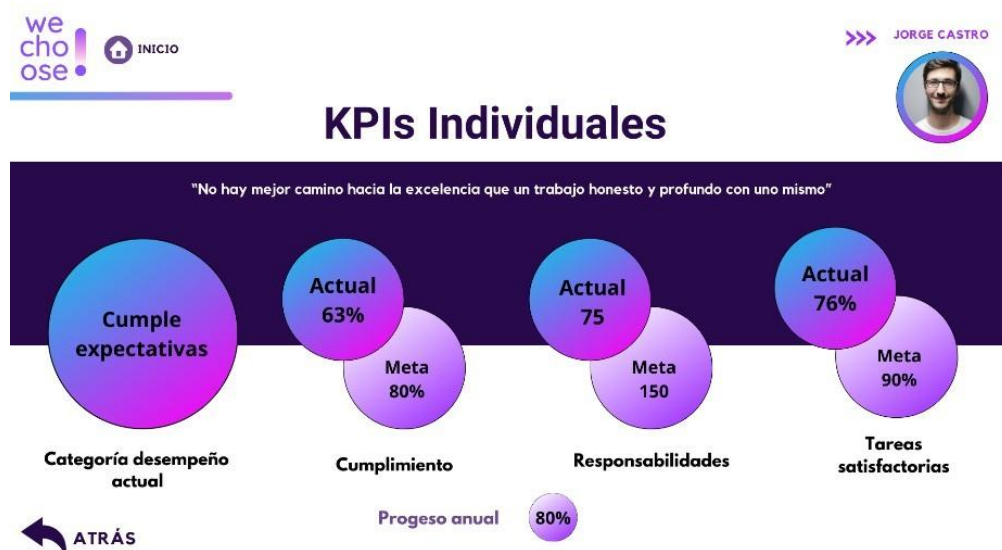 we
cho
ose!
INICIO
>>> JORGE CASTRO
KPIs Individuales
"No hay mejor camino hacia la excelencia que un trabajo honesto y profundo con uno mismo"
Cumple
expectativas
Categoría desempeño
actual
Actual
63%
Meta
80%
Cumplimiento
Actual
75
Meta
150
Responsabilidades
Actual
76%
Meta
90%
Tareas
satisfactorias
Progeso anual 80%
ATRÁS